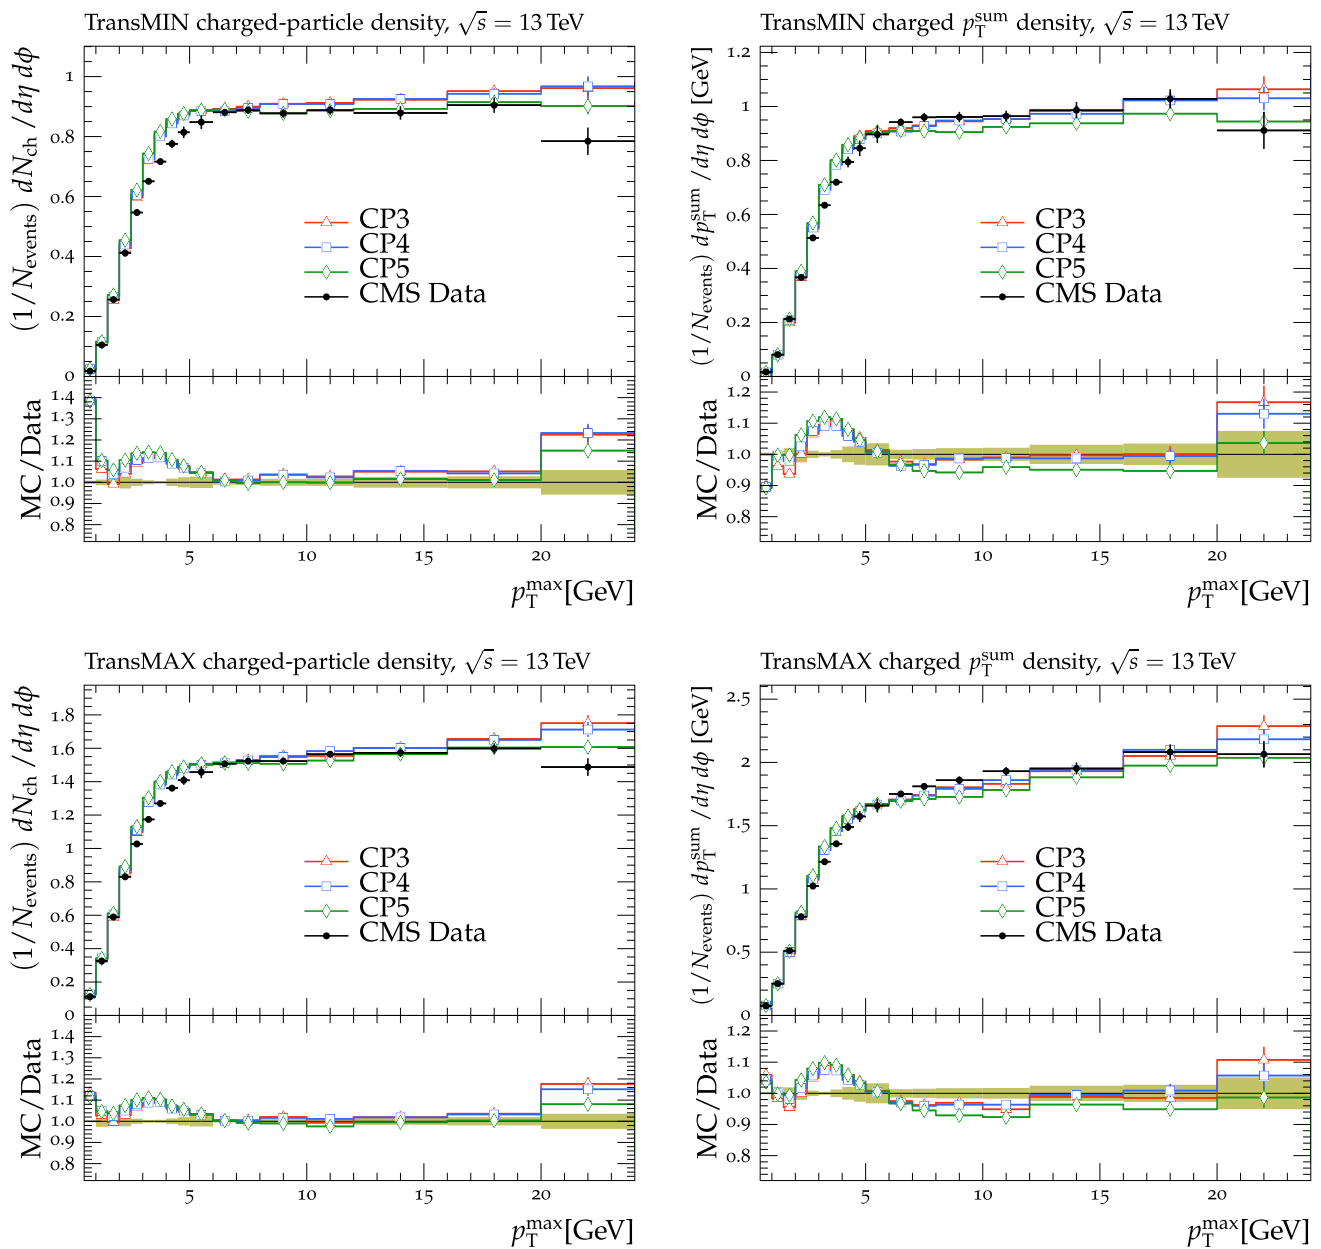 TransMIN charged-particle density, √s = 13 TeV
(1/N_events) dN_ch/dη dϕ
1
0.8
0.6
0.4
0.2
0
CP3
CP4
CP5
CMS Data
MC/Data
1.4
1.3
1.2
1.1
1.0
0.9
0.8
5 10 15 20
p_T^max[GeV]
TransMIN charged p_T^sum density, √s = 13 TeV
(1/N_events) dp_T^sum/dη dϕ [GeV]
1.2
1
0.8
0.6
0.4
0.2
0
CP3
CP4
CP5
CMS Data
MC/Data
1.2
1.1
1.0
0.9
0.8
5 10 15 20
p_T^max[GeV]
TransMAX charged-particle density, √s = 13 TeV
(1/N_events) dN_ch/dη dϕ
1.8
1.6
1.4
1.2
1
0.8
0.6
0.4
0.2
0
CP3
CP4
CP5
CMS Data
MC/Data
1.4
1.3
1.2
1.1
1.0
0.9
0.8
5 10 15 20
p_T^max[GeV]
TransMAX charged p_T^sum density, √s = 13 TeV
(1/N_events) dp_T^sum/dη dϕ [GeV]
2.5
2
1.5
1
0.5
0
CP3
CP4
CP5
CMS Data
MC/Data
1.2
1.1
1.0
0.9
0.8
5 10 15 20
p_T^max[GeV]